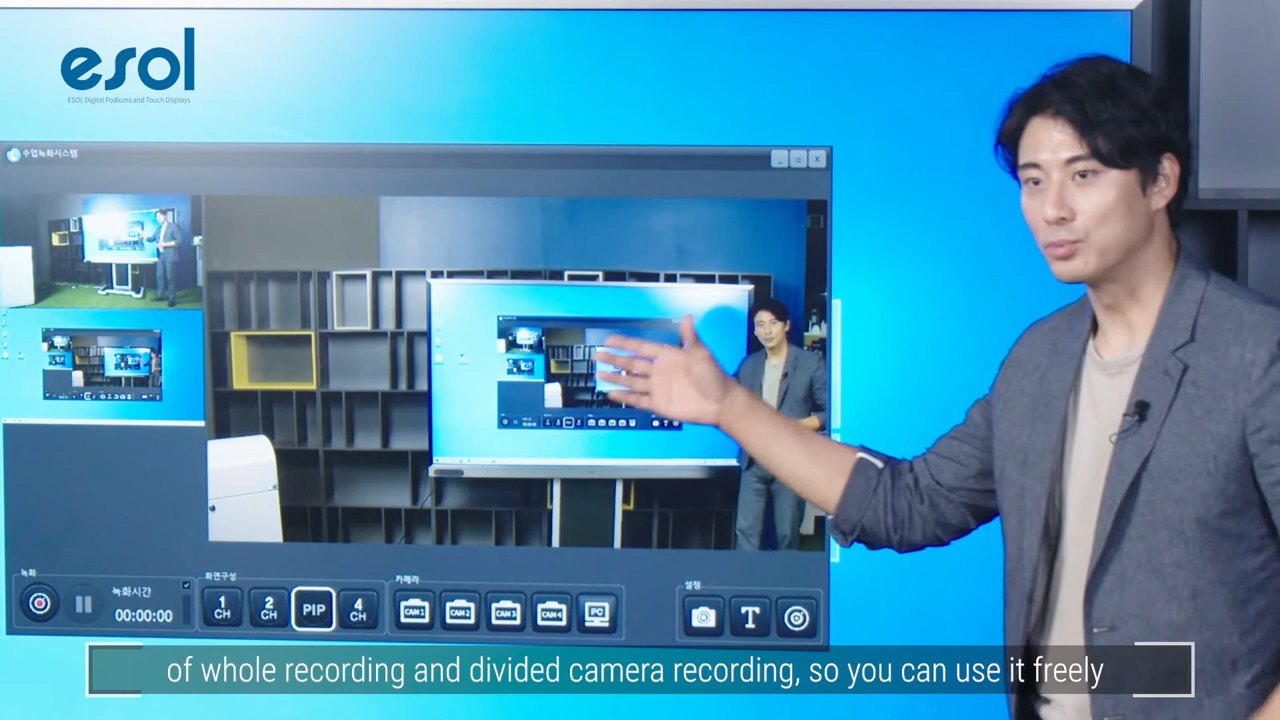 esol
ESOL Digital Podiums and Touch Displays
수업녹화시스템
_ □ X
녹화
녹화시간
00:00:00
화면구성
1 CH
2 CH
PIP
4 CH
카메라
CAM 1
CAM 2
CAM 3
CAM 4
PC
설정
T
of whole recording and divided camera recording, so you can use it freely